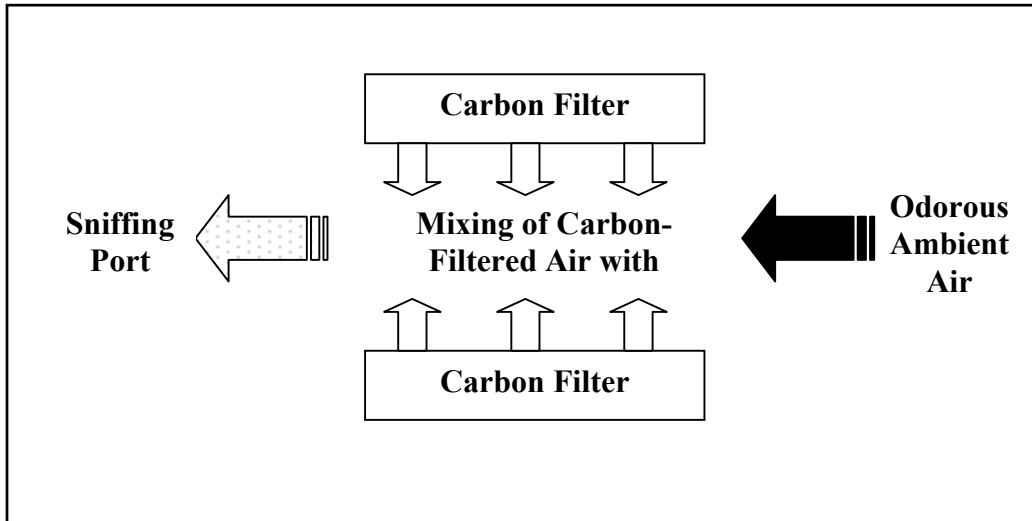 Carbon Filter
Sniffing
Port
Mixing of Carbon-
Filtered Air with
Odorous
Ambient
Air
Carbon Filter